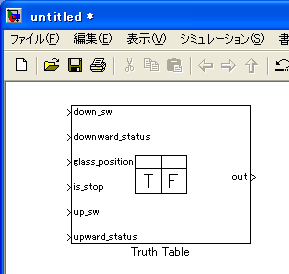 untitled *
ファイル(F) 編集(E) 表示(V) シミュレーション(S) 書
down_sw
downward_status
glass_position
is_stop
up_sw
upward_status
T F
out
Truth Table